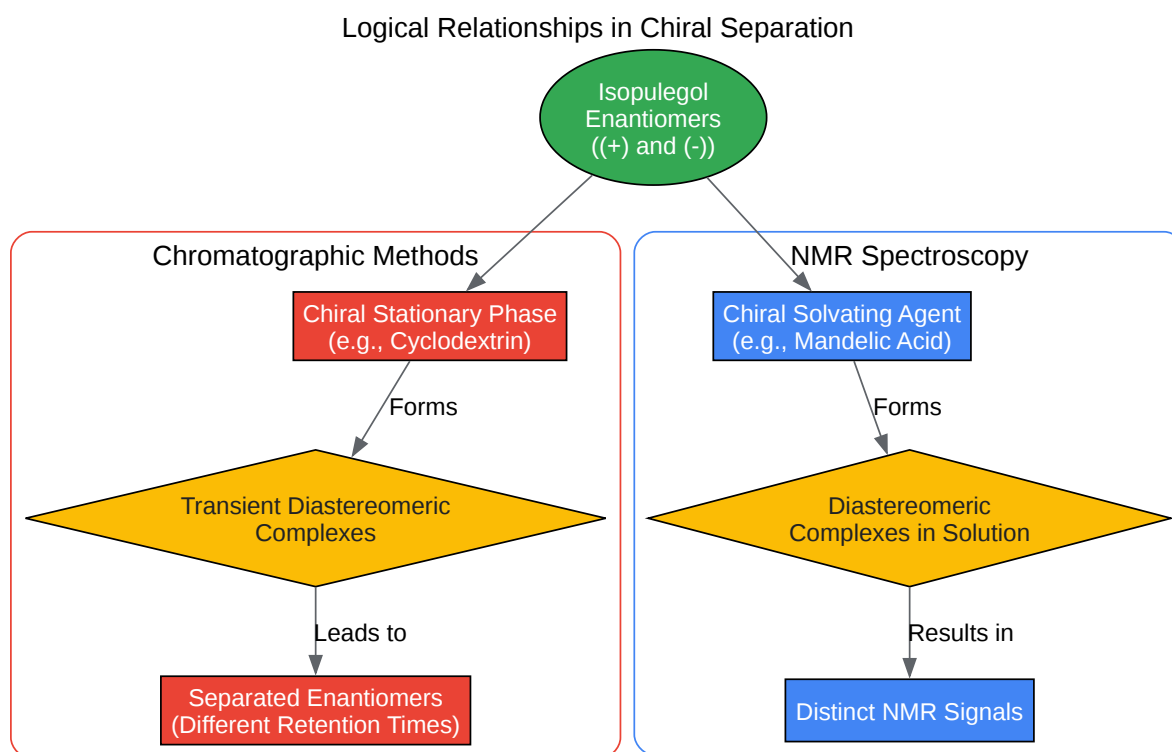 Logical Relationships in Chiral Separation
Isopulegol
Enantiomers
((+) and (-))
Chromatographic Methods
Chiral Stationary Phase
(e.g., Cyclodextrin)
Forms
Transient Diastereomeric
Complexes
Leads to
Separated Enantiomers
(Different Retention Times)
NMR Spectroscopy
Chiral Solvating Agent
(e.g., Mandelic Acid)
Forms
Diastereomeric
Complexes in Solution
Results in
Distinct NMR Signals